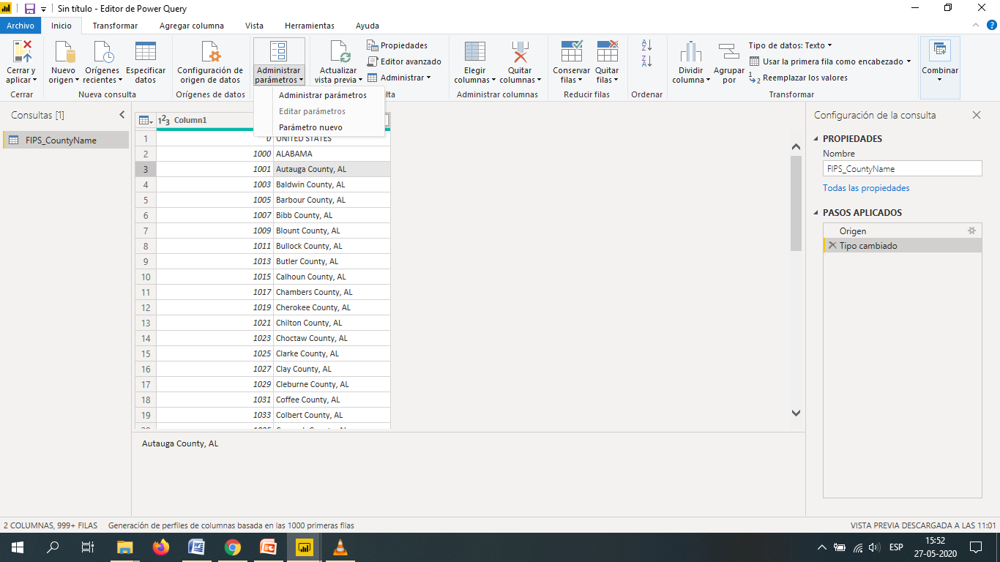 Sin título - Editor de Power Query
Archivo Inicio Transformar Agregar columna Vista Herramientas Ayuda
Cerrar y aplicar
Nuevo origen
Orígenes recientes
Especificar datos
Configuración de origen de datos
Administrar parámetros
Actualizar vista previa
Propiedades
Editor avanzado
Administrar
Elegir columnas
Quitar columnas
Conservar filas
Quitar filas
Dividir columna
Agrupar por
Tipo de datos: Texto
Usar la primera fila como encabezado
Reemplazar los valores
Combinar
Cerrar
Nueva consulta
Orígenes de datos
Administrar columnas
Reducir filas
Ordenar
Transformar
Administrar parámetros
Editar parámetros
Parámetro nuevo
Consultas [1]
FIPS_CountyName
Column1
1 0 UNITED STATES
2 1000 ALABAMA
3 1001 Autauga County, AL
4 1003 Baldwin County, AL
5 1005 Barbour County, AL
6 1007 Bibb County, AL
7 1009 Blount County, AL
8 1011 Bullock County, AL
9 1013 Butler County, AL
10 1015 Calhoun County, AL
11 1017 Chambers County, AL
12 1019 Cherokee County, AL
13 1021 Chilton County, AL
14 1023 Choctaw County, AL
15 1025 Clarke County, AL
16 1027 Clay County, AL
17 1029 Cleburne County, AL
18 1031 Coffee County, AL
19 1033 Colbert County, AL
Autauga County, AL
Configuración de la consulta
PROPIEDADES
Nombre
FIPS_CountyName
Todas las propiedades
PASOS APLICADOS
Origen
Tipo cambiado
2 COLUMNAS, 999+ FILAS Generación de perfiles de columnas basada en las 1000 primeras filas
VISTA PREVIA DESCARGADA A LAS 11:01
ESP
15:52
27-05-2020